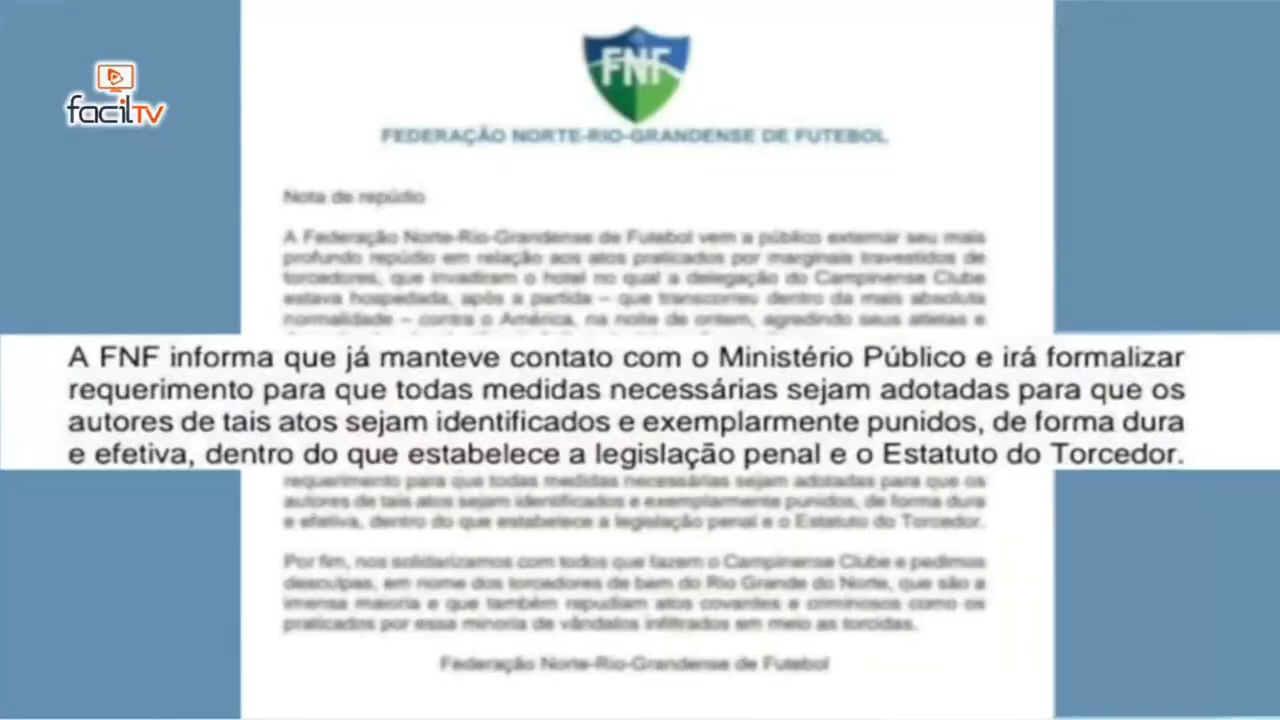 facilTV
FNF
FEDERAÇÃO NORTE-RIO-GRANDENSE DE FUTEBOL
Nota de repúdio
A Federação Norte-Rio-Grandense de Futebol vem a público externar seu mais
profundo repúdio em relação aos atos praticados por marginais travestidos de
torcedores, que invadiram o hotel no qual a delegação do Campinense Clube
estava hospedada, após a partida – que transcorreu dentro da mais absoluta
normalidade – contra o América, na noite de ontem, agredindo seus atletas e
A FNF informa que já manteve contato com o Ministério Público e irá formalizar
requerimento para que todas medidas necessárias sejam adotadas para que os
autores de tais atos sejam identificados e exemplarmente punidos, de forma dura
e efetiva, dentro do que estabelece a legislação penal e o Estatuto do Torcedor.
requerimento para que todas medidas necessárias sejam adotadas para que os
autores de tais atos sejam identificados e exemplarmente punidos, de forma dura
e efetiva, dentro do que estabelece a legislação penal e o Estatuto do Torcedor.
Por fim, nos solidarizamos com todos que fazem o Campinense Clube e pedimos
desculpas, em nome dos torcedores de bem do Rio Grande do Norte, que são a
imensa maioria e que também repudiam atos covardes e criminosos como os
praticados por essa minoria de vândalos infiltrados em meio as torcidas.
Federação Norte-Rio-Grandense de Futebol